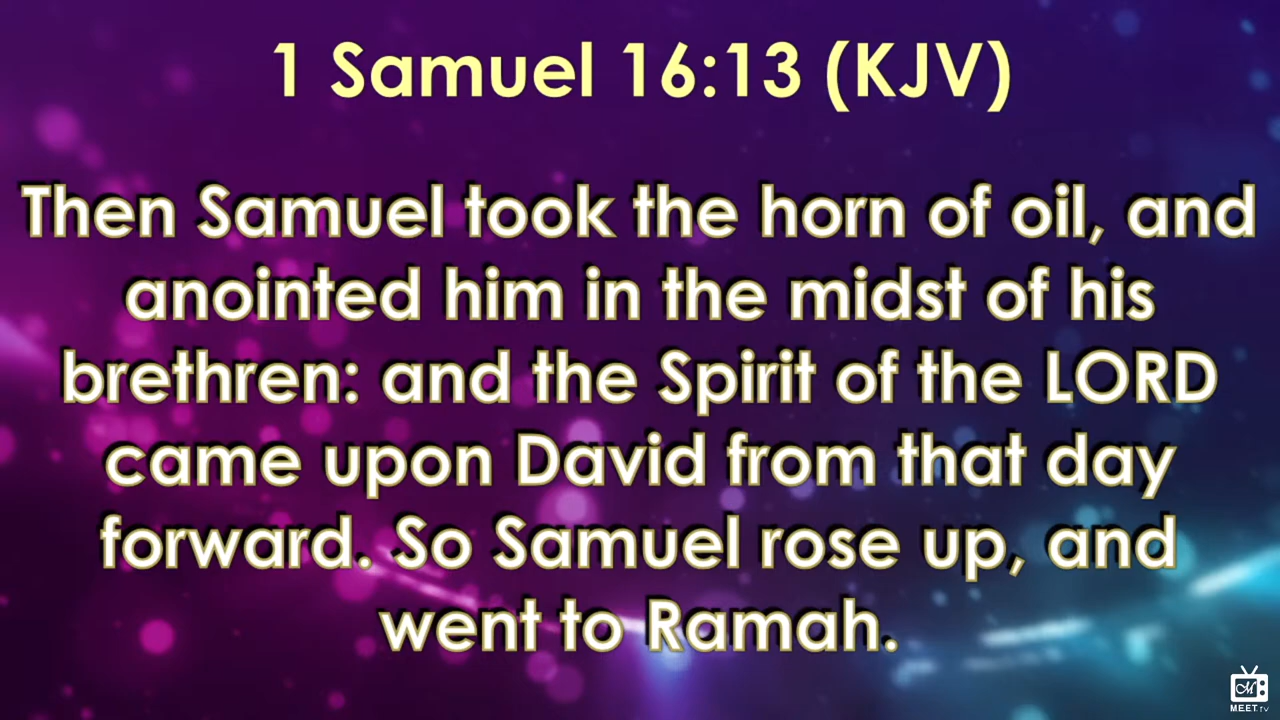 1 Samuel 16:13 (KJV)
Then Samuel took the horn of oil, and
anointed him in the midst of his
brethren: and the Spirit of the LORD
came upon David from that day
forward. So Samuel rose up, and
went to Ramah.
M
MEET.TV